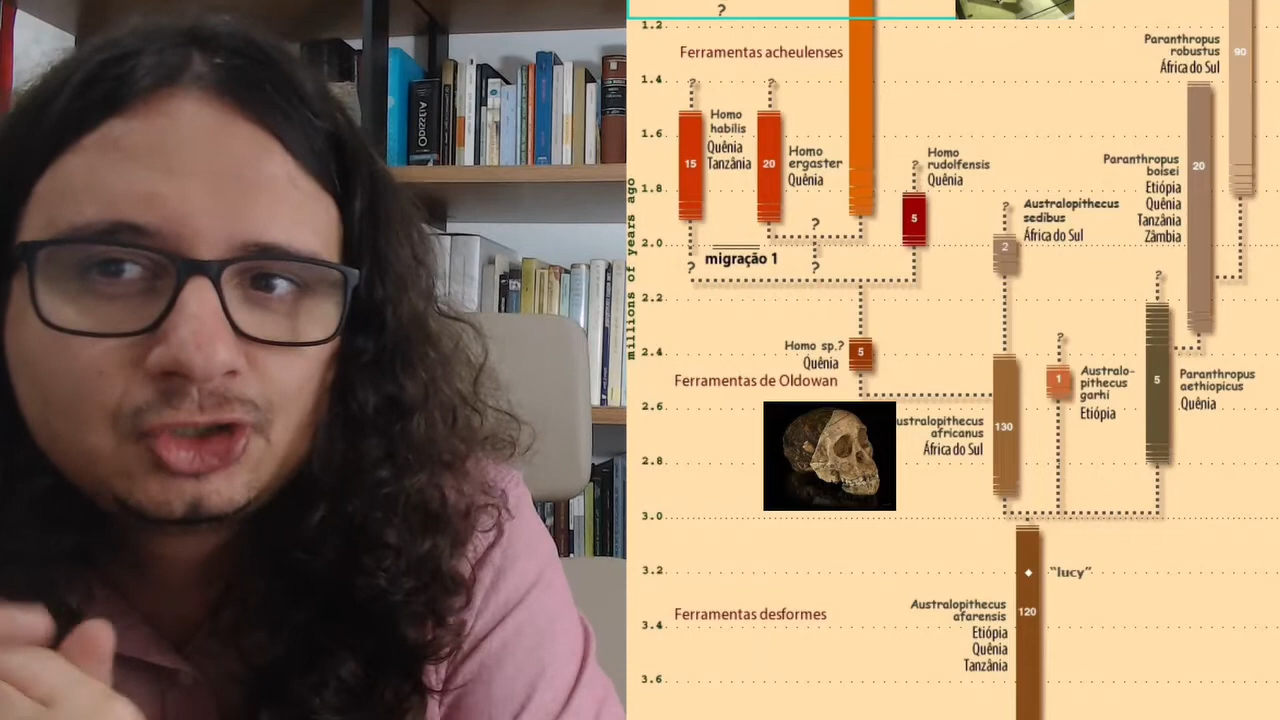 Odisseia
?
1.2
Ferramentas acheulenses
Paranthropus
robustus
África do Sul
90
1.4
?
?
Homo
habilis
Quênia
Tanzânia
15
20
Homo
ergaster
Quênia
1.6
Homo
rudolfensis
Quênia
?
5
Paranthropus
boisei
Etiópia
Quênia
Tanzânia
Zâmbia
20
1.8
?
Australopithecus
sedibus
África do Sul
2
?
2.0
migração 1
?
?
?
2.2
millions of years ago
Homo sp.?
Quênia
5
2.4
Ferramentas de Oldowan
?
1
Australo-
pithecus
garhi
Etiópia
5
Paranthropus
aethiopicus
Quênia
2.6
ustralopithecus
africanus
África do Sul
130
2.8
3.0
3.2
"lucy"
Ferramentas desformes
Australopithecus
afarensis
Etiópia
Quênia
Tanzânia
120
3.4
3.6